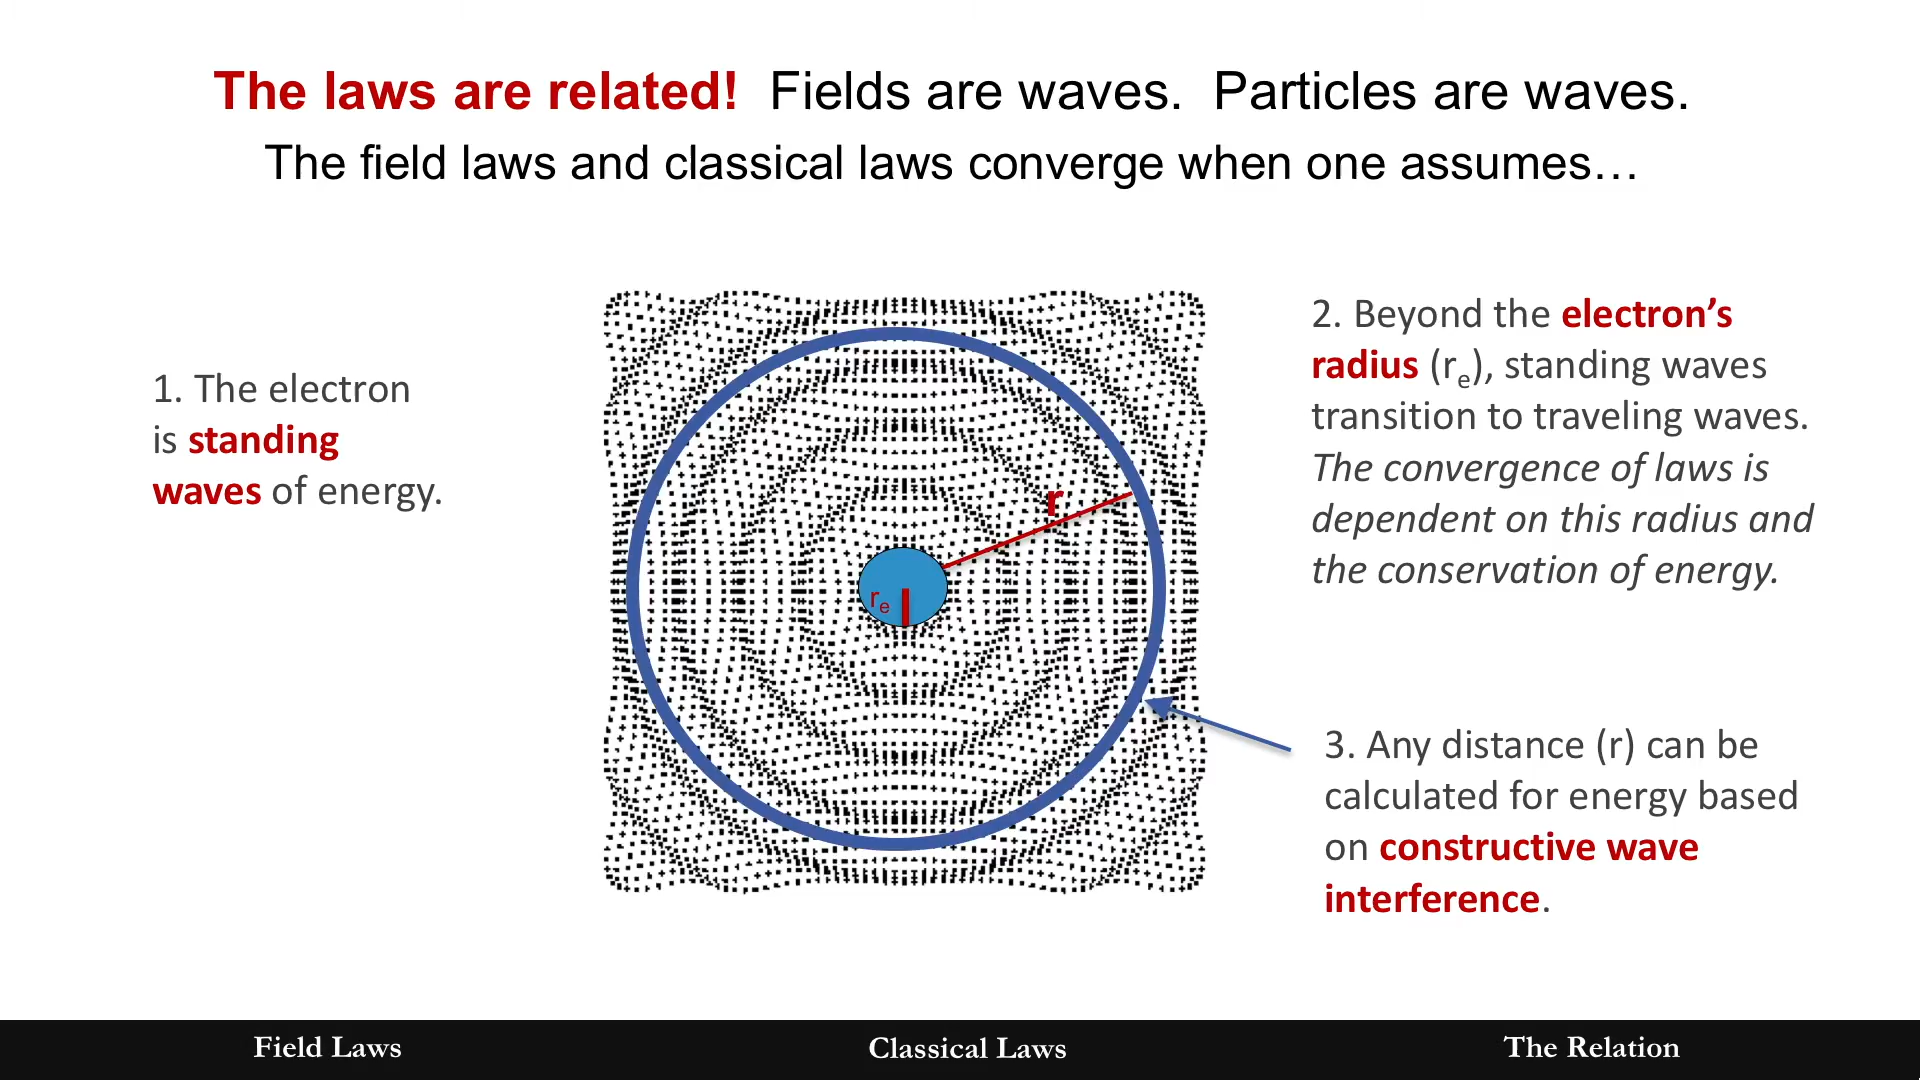 The laws are related! Fields are waves. Particles are waves.
The field laws and classical laws converge when one assumes…
1. The electron
is standing
waves of energy.
r
re
2. Beyond the electron’s
radius (re), standing waves
transition to traveling waves.
The convergence of laws is
dependent on this radius and
the conservation of energy.
3. Any distance (r) can be
calculated for energy based
on constructive wave
interference.
Field Laws
Classical Laws
The Relation